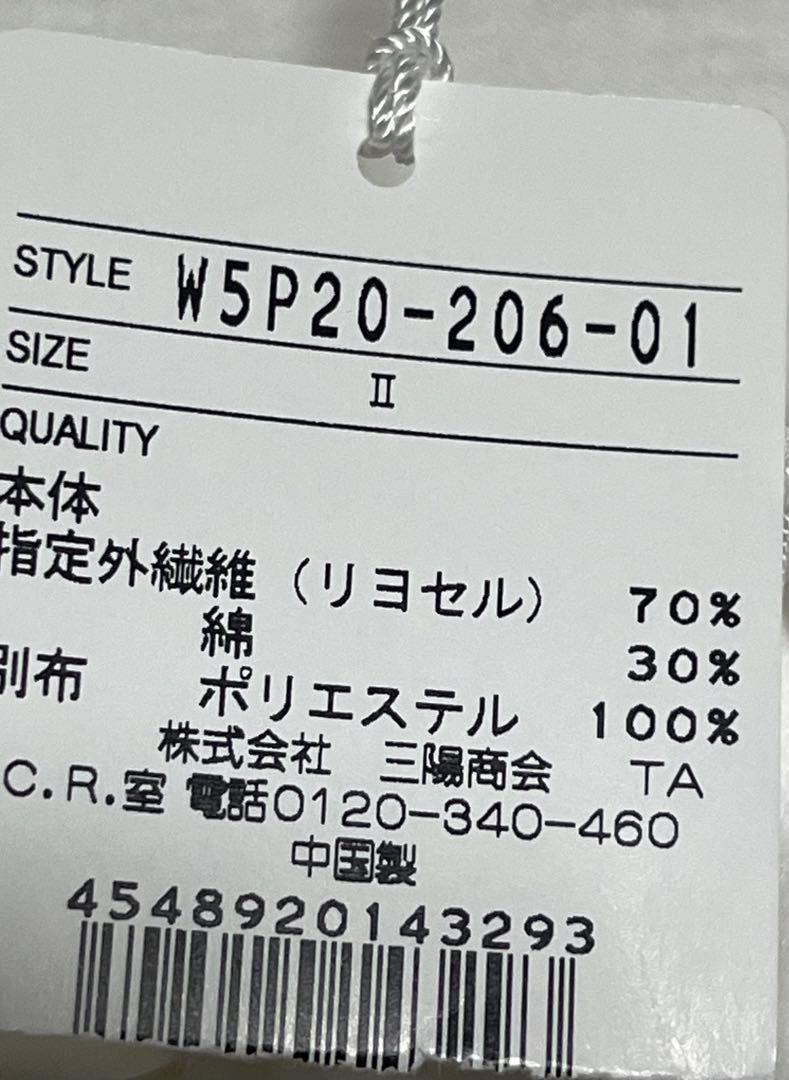 STYLE W5P20-206-01
SIZE II
QUALITY
本体
指定外繊維（リヨセル） 70%
綿 30%
別布 ポリエステル 100%
株式会社 三陽商会 TA
C.R.室 電話0120-340-460
中国製
4548920143293